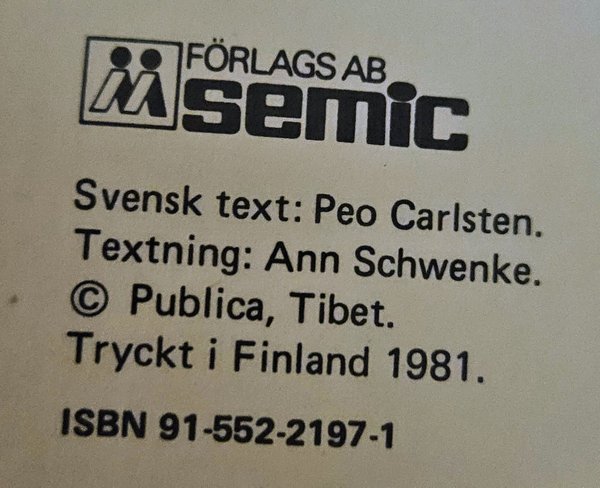 FÖRLAGS AB
semic
Svensk text: Peo Carlsten.
Textning: Ann Schwenke.
© Publica, Tibet.
Tryckt i Finland 1981.
ISBN 91-552-2197-1